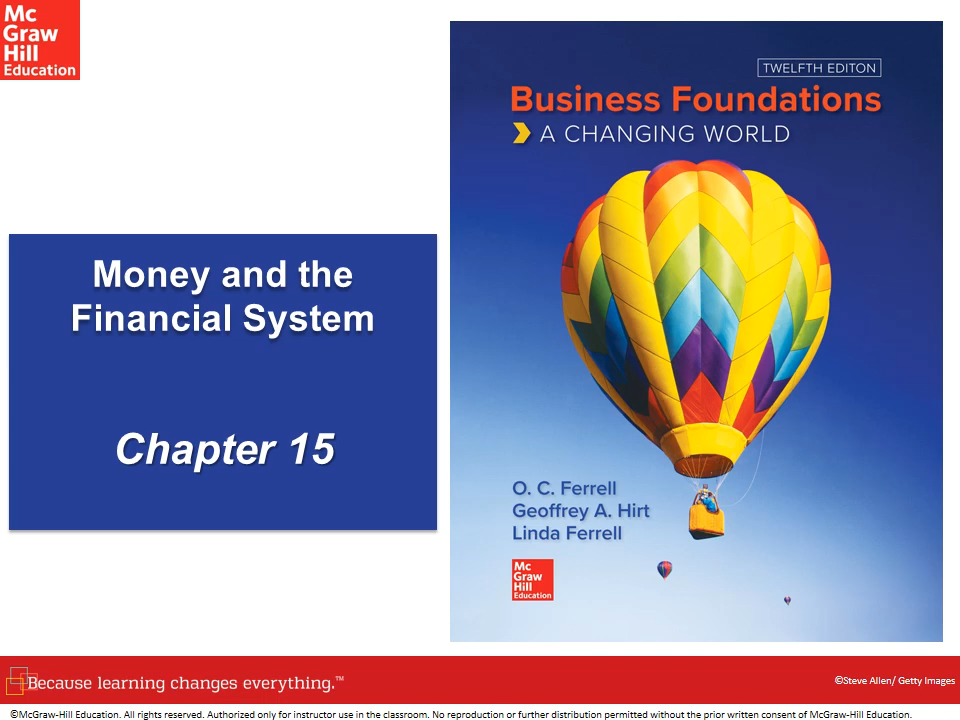 Mc
Graw
Hill
Education
TWELFTH EDITON
Business Foundations
A CHANGING WORLD
Money and the
Financial System
Chapter 15
O. C. Ferrell
Geoffrey A. Hirt
Linda Ferrell
Mc
Graw
Hill
Education
Because learning changes everything.™
©Steve Allen/ Getty Images
©McGraw-Hill Education. All rights reserved. Authorized only for instructor use in the classroom. No reproduction or further distribution permitted without the prior written consent of McGraw-Hill Education.